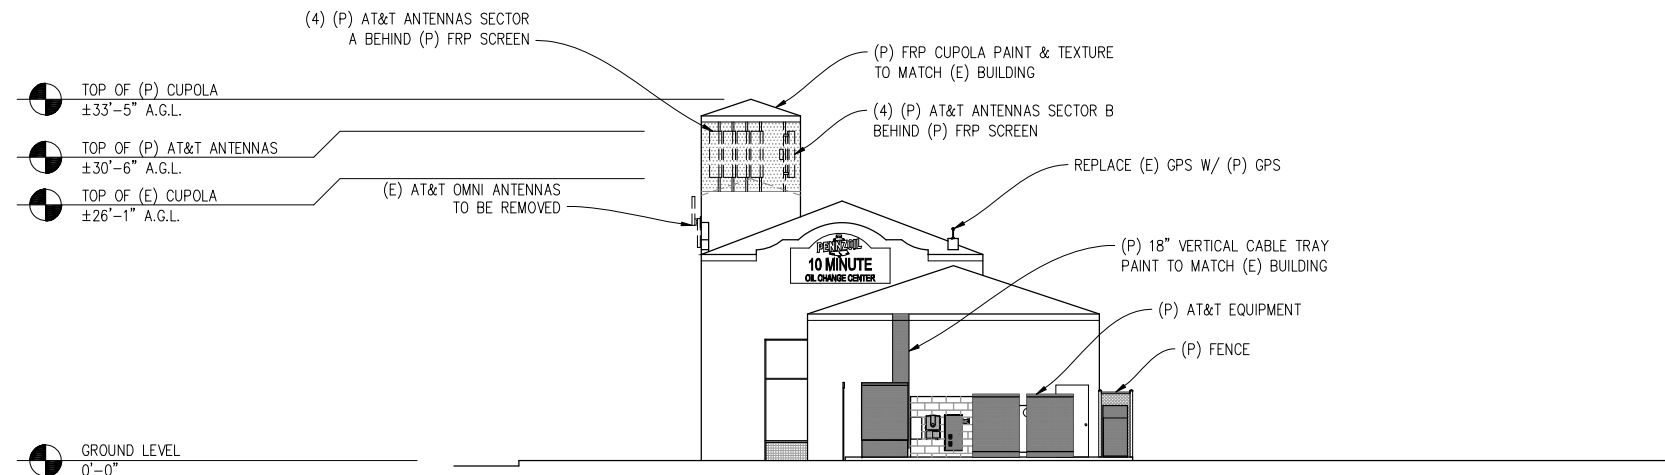 (4) (P) AT&T ANTENNAS SECTOR
A BEHIND (P) FRP SCREEN
(P) FRP CUPOLA PAINT & TEXTURE
TO MATCH (E) BUILDING
TOP OF (P) CUPOLA
±33'-5" A.G.L.
(4) (P) AT&T ANTENNAS SECTOR B
BEHIND (P) FRP SCREEN
TOP OF (P) AT&T ANTENNAS
±30'-6" A.G.L.
REPLACE (E) GPS W/ (P) GPS
TOP OF (E) CUPOLA
±26'-1" A.G.L.
(E) AT&T OMNI ANTENNAS
TO BE REMOVED
PENNZOIL
10 MINUTE
OIL CHANGE CENTER
(P) 18" VERTICAL CABLE TRAY
PAINT TO MATCH (E) BUILDING
(P) AT&T EQUIPMENT
(P) FENCE
GROUND LEVEL
0'-0"